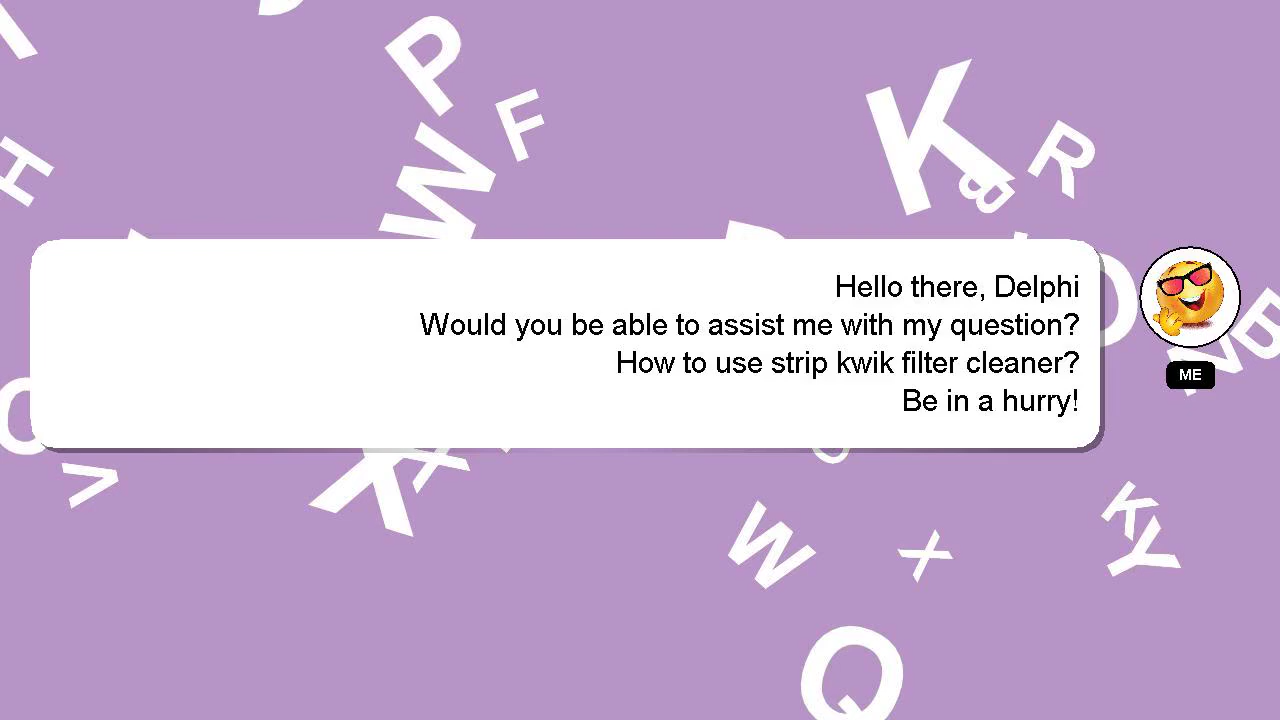 Hello there, Delphi
Would you be able to assist me with my question?
How to use strip kwik filter cleaner?
Be in a hurry!
ME
P
F
W
K
R
B
H
V
X
X
W
X
K
Y
Q
N
B